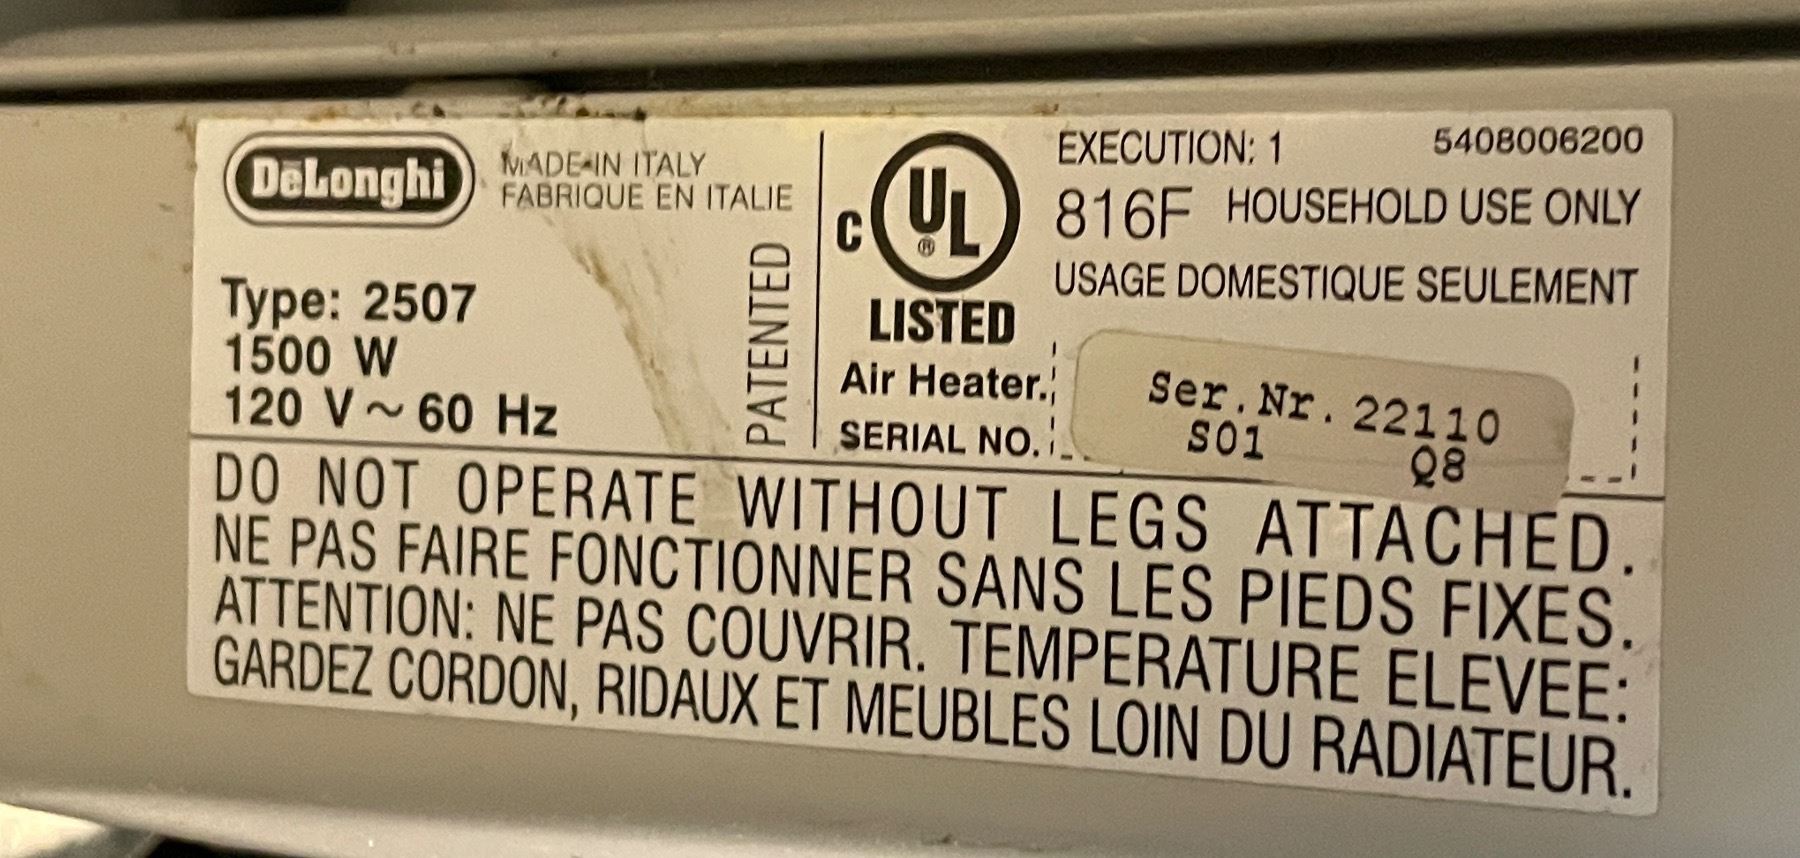 DeLonghi
MADE IN ITALY
FABRIQUE EN ITALIE
Type: 2507
1500 W
120 V ~ 60 Hz
PATENTED
C UL ®
LISTED
Air Heater.
SERIAL NO.
EXECUTION: 1 5408006200
816F HOUSEHOLD USE ONLY
USAGE DOMESTIQUE SEULEMENT
Ser.Nr. 22110
S01 Q8
DO NOT OPERATE WITHOUT LEGS ATTACHED.
NE PAS FAIRE FONCTIONNER SANS LES PIEDS FIXES.
ATTENTION: NE PAS COUVRIR. TEMPERATURE ELEVEE:
GARDEZ CORDON, RIDAUX ET MEUBLES LOIN DU RADIATEUR.